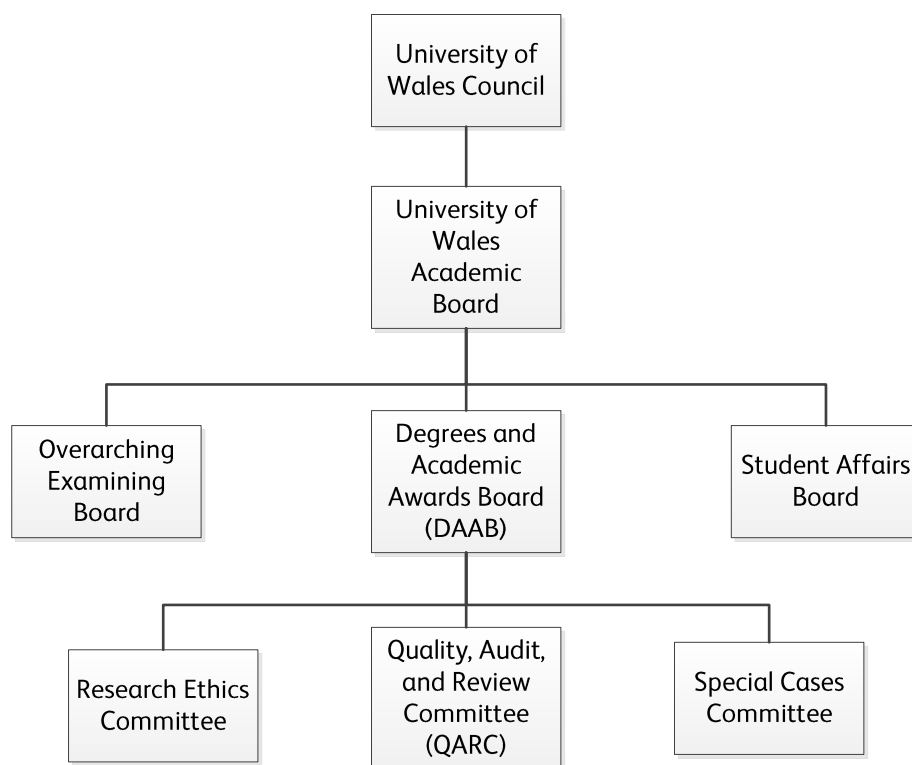 University of
Wales Council
University of
Wales
Academic
Board
Overarching
Examining
Board
Degrees and
Academic
Awards Board
(DAAB)
Student Affairs
Board
Research Ethics
Committee
Quality, Audit,
and Review
Committee
(QARC)
Special Cases
Committee